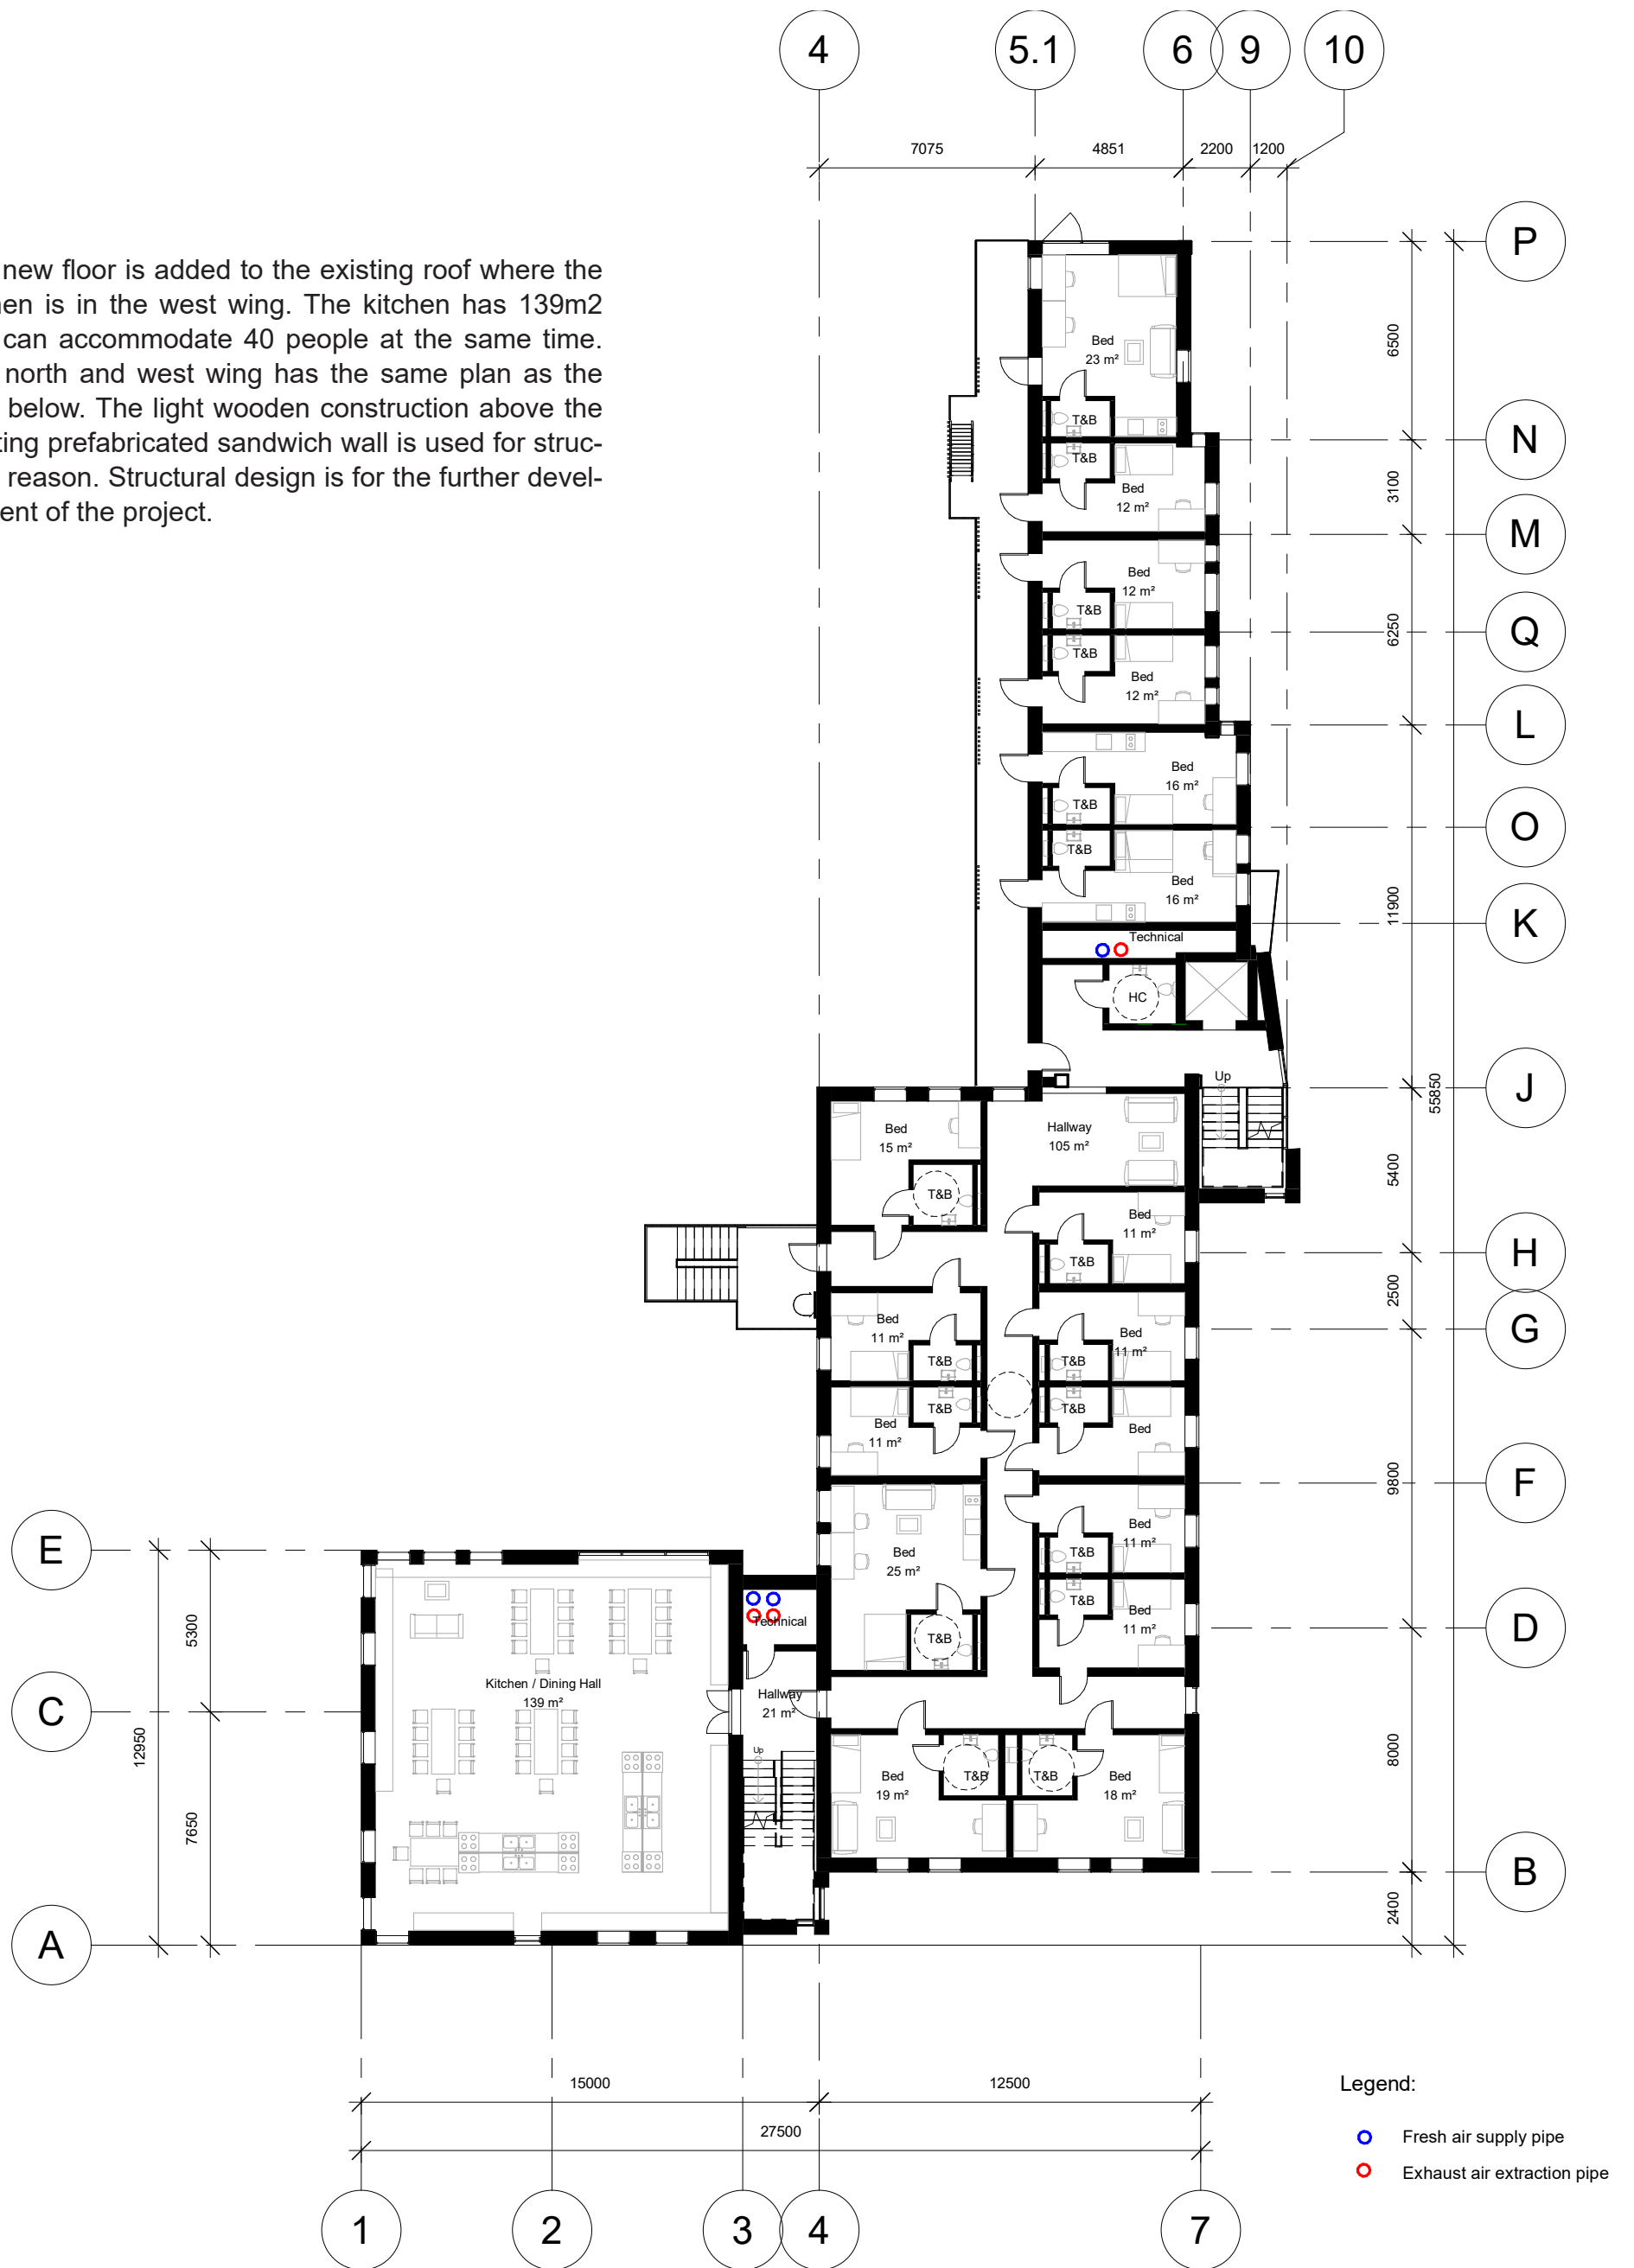 4
5.1
6
9
10
7075
4851
2200
1200
P
new floor is added to the existing roof where the
en is in the west wing. The kitchen has 139m2
can accommodate 40 people at the same time.
north and west wing has the same plan as the
below. The light wooden construction above the
ting prefabricated sandwich wall is used for struc-
reason. Structural design is for the further devel-
ent of the project.
6500
Bed
23 m²
T&B
N
T&B
Bed
12 m²
3100
M
Bed
12 m²
T&B
Q
6250
T&B
Bed
12 m²
L
Bed
16 m²
T&B
O
T&B
Bed
16 m²
11900
K
Technical
HC
Up
J
55850
Hallway
105 m²
Bed
15 m²
5400
T&B
Bed
11 m²
T&B
H
2500
G
Bed
11 m²
Bed
11 m²
T&B
T&B
T&B
T&B
Bed
11 m²
Bed
F
9800
E
Bed
11 m²
Bed
25 m²
T&B
T&B
Bed
11 m²
T&B
D
5300
Technical
Kitchen / Dining Hall
139 m²
Hallway
21 m²
C
12950
Up
Bed
19 m²
T&B
T&B
Bed
18 m²
8000
7650
B
2400
A
15000
12500
27500
Legend:
Fresh air supply pipe
Exhaust air extraction pipe
1
2
3
4
7